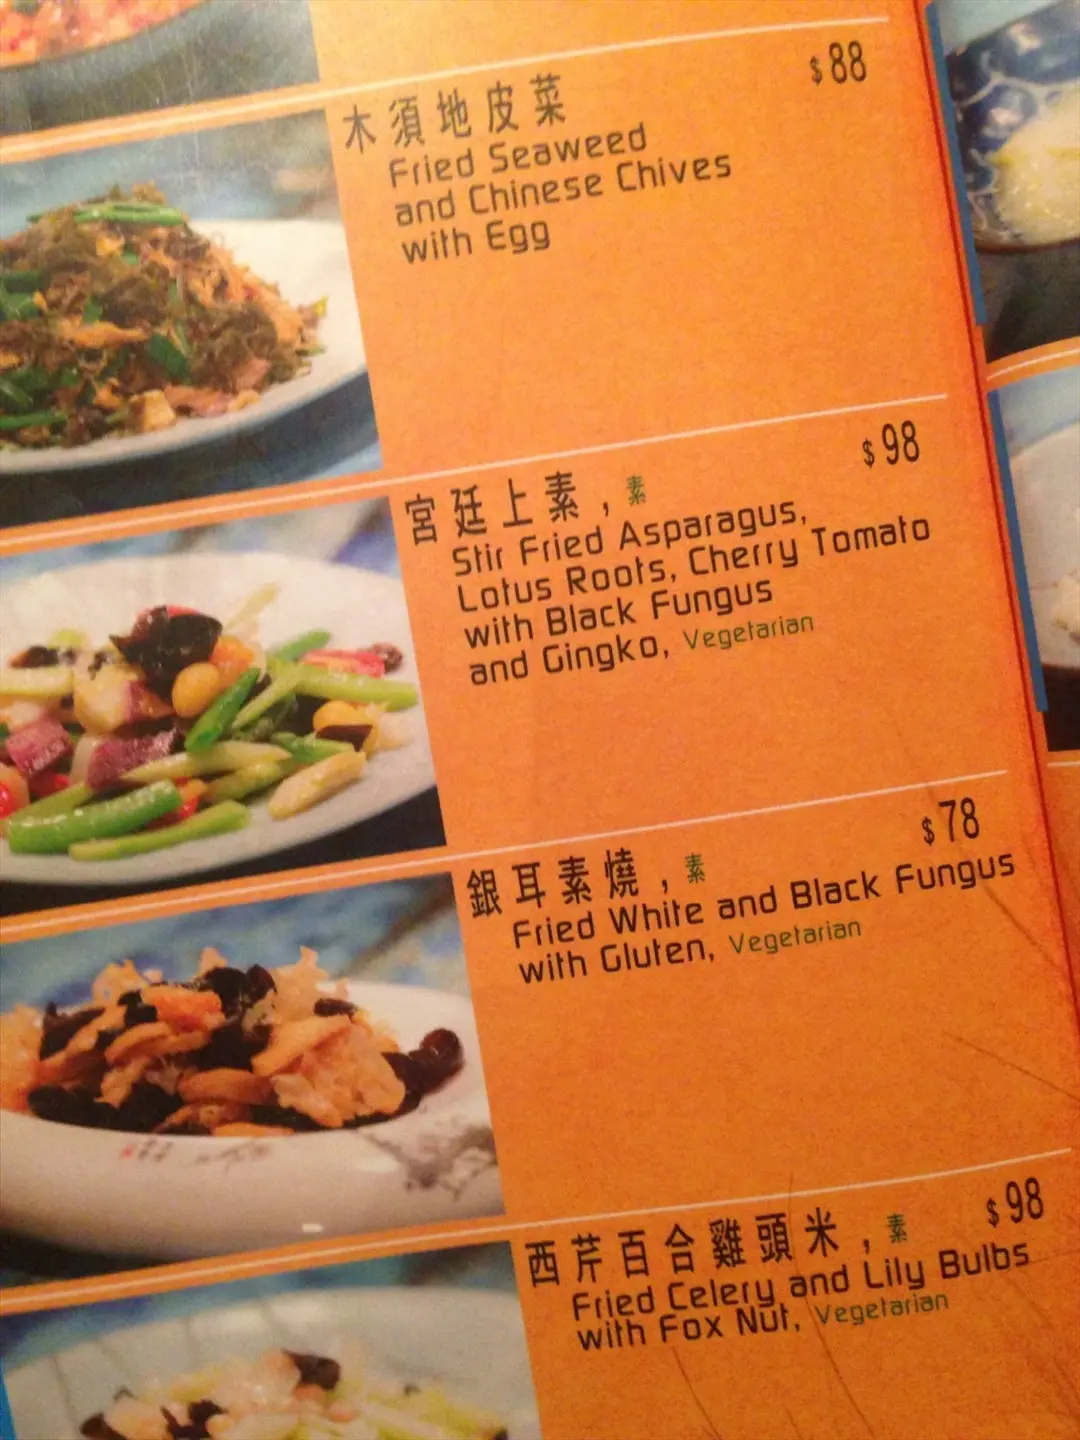 木須地皮菜
$88
Fried Seaweed
and Chinese Chives
with Egg
宮廷上素，素
$98
Stir Fried Asparagus,
Lotus Roots, Cherry Tomato
with Black Fungus
and Gingko, Vegetarian
銀耳素燒，素
$78
Fried White and Black Fungus
with Gluten, Vegetarian
西芹百合雞頭米，素
$98
Fried Celery and Lily Bulbs
with Fox Nut, Vegetarian